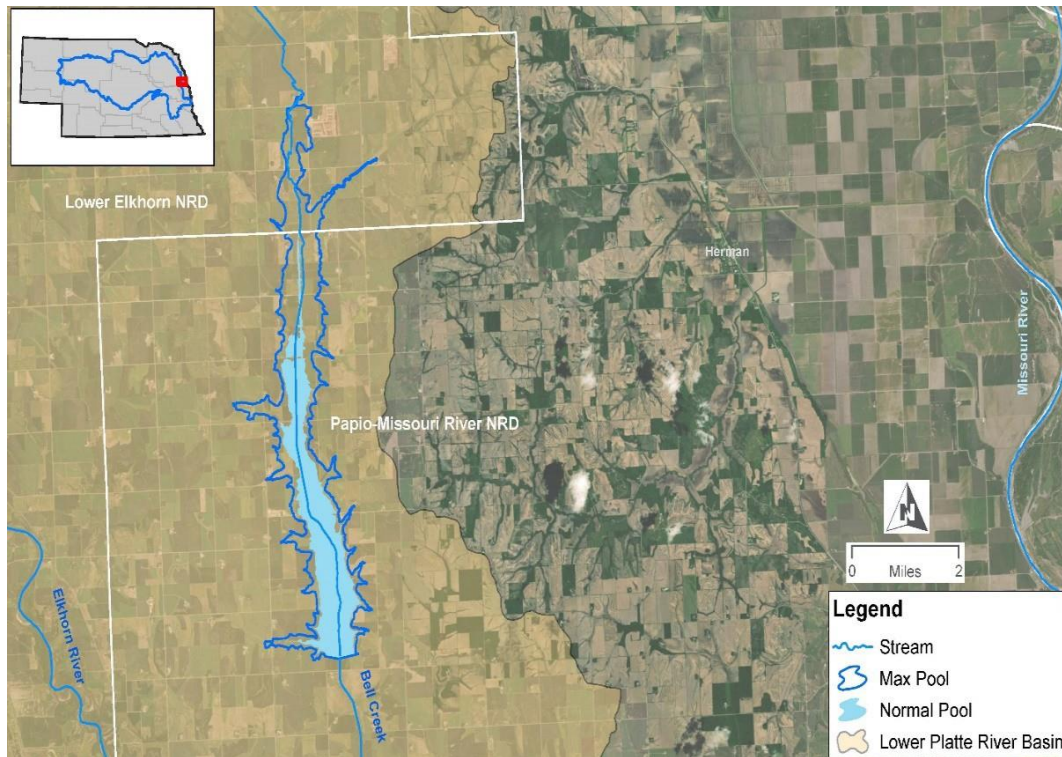 Lower Elkhorn NRD
Herman
Papio-Missouri River NRD
Missouri River
Elkhorn River
Bell Creek
N
0 Miles 2
Legend
Stream
Max Pool
Normal Pool
Lower Platte River Basin